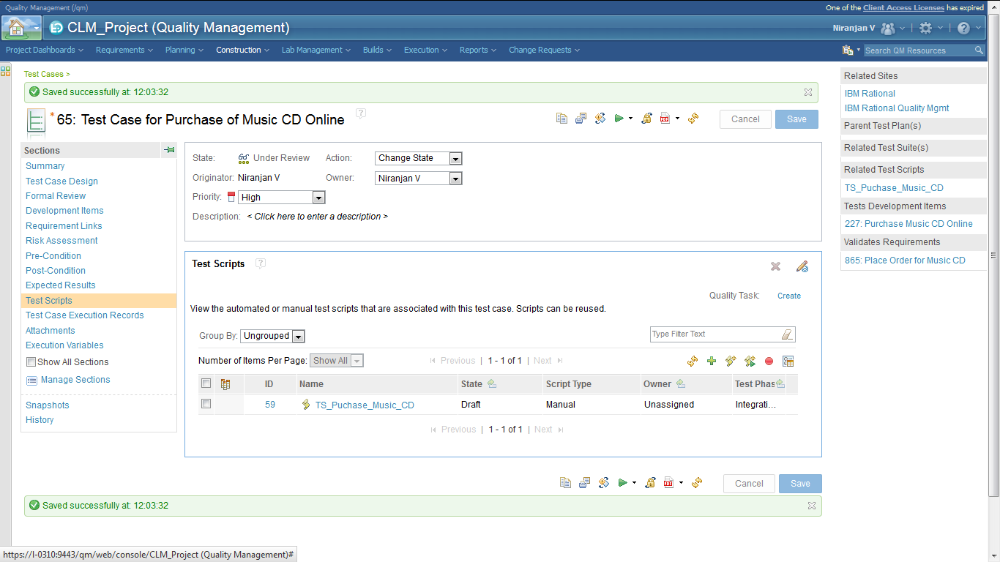 Quality Management (/qm)
One of the Client Access Licenses has expired
CLM_Project (Quality Management)
Niranjan V
Project Dashboards
Requirements
Planning
Construction
Lab Management
Builds
Execution
Reports
Change Requests
Search QM Resources
Test Cases >
Saved successfully at: 12:03:32
* 65: Test Case for Purchase of Music CD Online
?
PDF
Cancel
Save
Sections
Summary
Test Case Design
Formal Review
Development Items
Requirement Links
Risk Assessment
Pre-Condition
Post-Condition
Expected Results
Test Scripts
Test Case Execution Records
Attachments
Execution Variables
Show All Sections
Manage Sections
Snapshots
History
State: Under Review
Action: Change State
Originator: Niranjan V
Owner: Niranjan V
Priority: High
Description: < Click here to enter a description >
Test Scripts
?
Quality Task: Create
View the automated or manual test scripts that are associated with this test case. Scripts can be reused.
Group By: Ungrouped
Type Filter Text
Number of Items Per Page: Show All
Previous | 1 - 1 of 1 | Next
ID Name State Script Type Owner Test Phas
59 TS_Puchase_Music_CD Draft Manual Unassigned Integrati...
Previous | 1 - 1 of 1 | Next
PDF
Cancel
Save
Saved successfully at: 12:03:32
Related Sites
IBM Rational
IBM Rational Quality Mgmt
Parent Test Plan(s)
Related Test Suite(s)
Related Test Scripts
TS_Puchase_Music_CD
Tests Development Items
227: Purchase Music CD Online
Validates Requirements
865: Place Order for Music CD
https://l-0310:9443/qm/web/console/CLM_Project (Quality Management)#